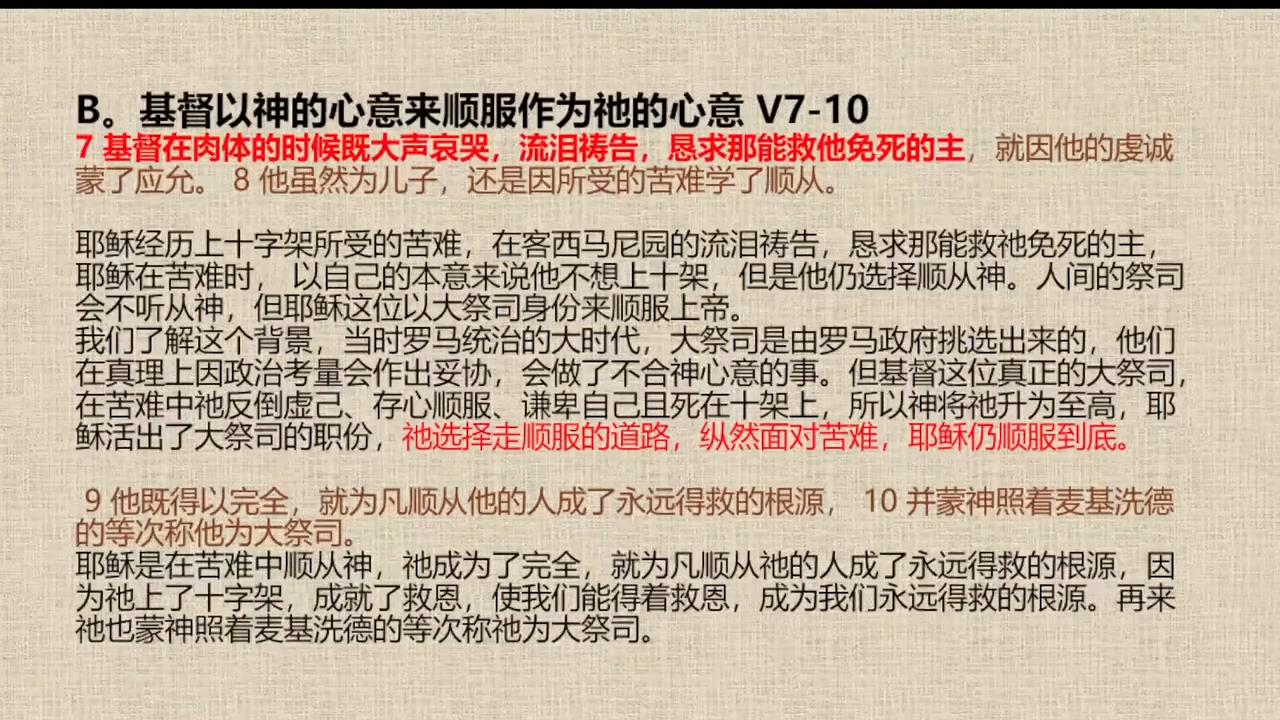 B。基督以神的心意来顺服作为祂的心意 V7-10
7 基督在肉体的时候既大声哀哭，流泪祷告，恳求那能救他免死的主，就因他的虔诚
蒙了应允。 8 他虽然为儿子，还是因所受的苦难学了顺从。
耶稣经历上十字架所受的苦难，在客西马尼园的流泪祷告，恳求那能救祂免死的主，
耶稣在苦难时， 以自己的本意来说他不想上十架，但是他仍选择顺从神。人间的祭司
会不听从神，但耶稣这位以大祭司身份来顺服上帝。
我们了解这个背景，当时罗马统治的大时代，大祭司是由罗马政府挑选出来的，他们
在真理上因政治考量会作出妥协，会做了不合神心意的事。但基督这位真正的大祭司，
在苦难中祂反倒虚己、存心顺服、谦卑自己且死在十架上，所以神将祂升为至高，耶
稣活出了大祭司的职份，祂选择走顺服的道路，纵然面对苦难，耶稣仍顺服到底。
9 他既得以完全，就为凡顺从他的人成了永远得救的根源， 10 并蒙神照着麦基洗德
的等次称他为大祭司。
耶稣是在苦难中顺从神，祂成为了完全，就为凡顺从祂的人成了永远得救的根源，因
为祂上了十字架，成就了救恩，使我们能得着救恩，成为我们永远得救的根源。再来
祂也蒙神照着麦基洗德的等次称祂为大祭司。